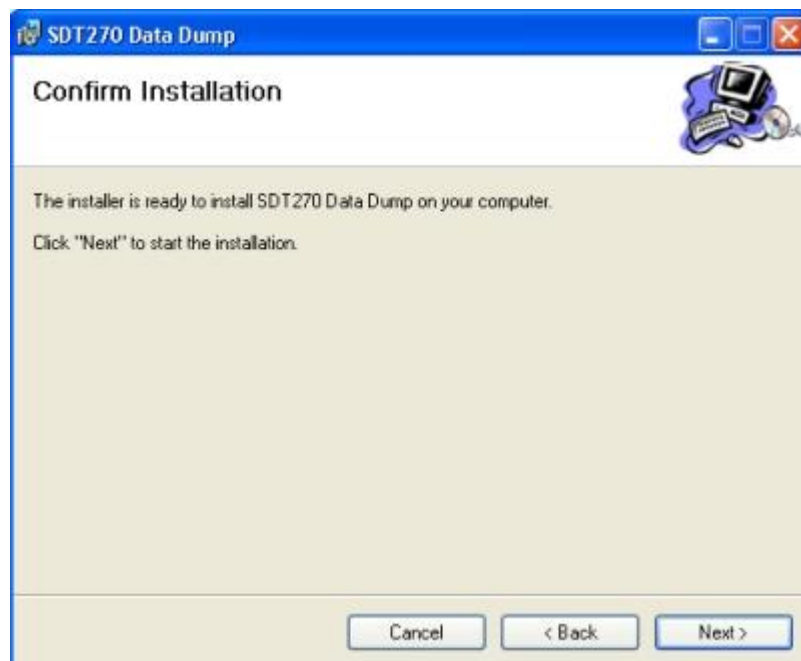 SDT270 Data Dump
Confirm Installation
The installer is ready to install SDT270 Data Dump on your computer.
Click "Next" to start the installation.
Cancel
< Back
Next >